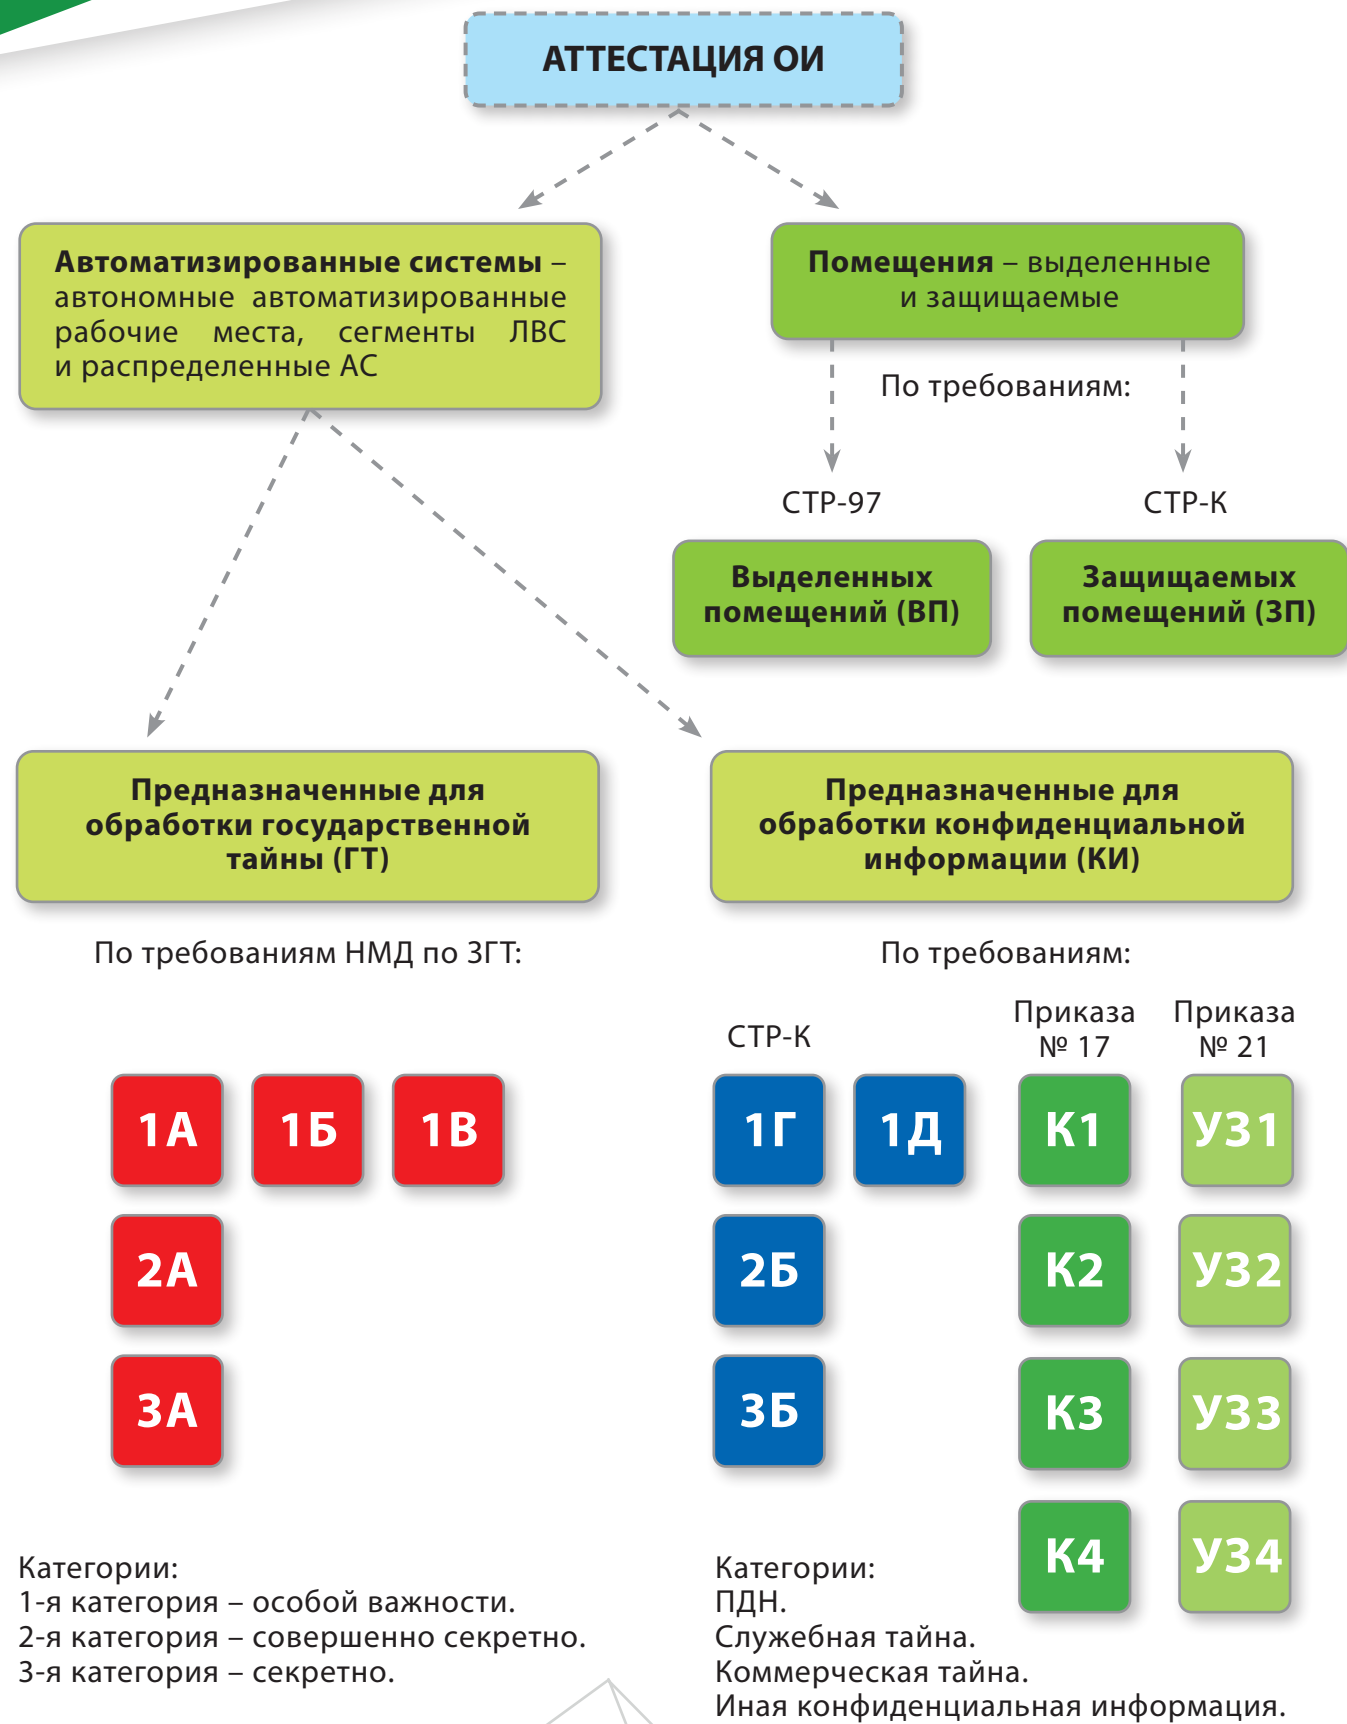 АТТЕСТАЦИЯ ОИ
Автоматизированные системы –
автономные автоматизированные
рабочие места, сегменты ЛВС
и распределенные АС
Помещения – выделенные
и защищаемые
По требованиям:
СТР-97
СТР-К
Выделенных
помещений (ВП)
Защищаемых
помещений (ЗП)
Предназначенные для
обработки государственной
тайны (ГТ)
Предназначенные для
обработки конфиденциальной
информации (КИ)
По требованиям НМД по ЗГТ:
По требованиям:
СТР-К
Приказа
№ 17
Приказа
№ 21
1А 1Б 1В
2А
3А
1Г 1Д К1 УЗ1
2Б К2 УЗ2
3Б К3 УЗ3
К4 УЗ4
Категории:
1-я категория – особой важности.
2-я категория – совершенно секретно.
3-я категория – секретно.
Категории:
ПДН.
Служебная тайна.
Коммерческая тайна.
Иная конфиденциальная информация.